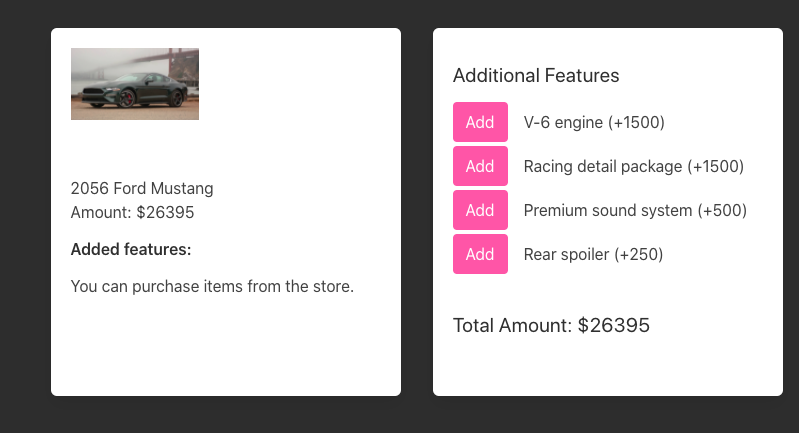 2056 Ford Mustang
Amount: $26395
Added features:
You can purchase items from the store.
Additional Features
Add V-6 engine (+1500)
Add Racing detail package (+1500)
Add Premium sound system (+500)
Add Rear spoiler (+250)
Total Amount: $26395